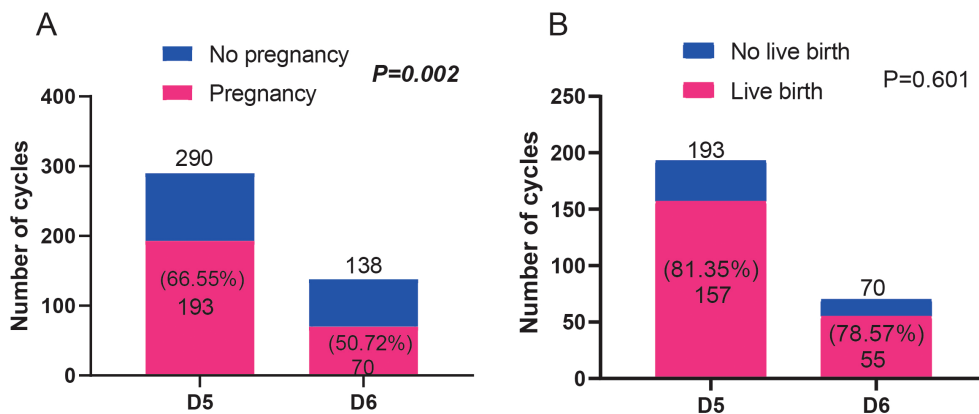 A
No pregnancy
Pregnancy
P=0.002
Number of cycles
400
300
200
100
0
290
(66.55%)
193
138
(50.72%)
70
D5
D6
B
No live birth
Live birth
P=0.601
Number of cycles
250
200
150
100
50
0
193
(81.35%)
157
70
(78.57%)
55
D5
D6